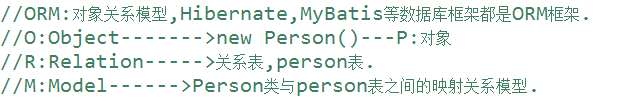 //ORM:对象关系模型,Hibernate,MyBatis等数据库框架都是ORM框架.
//O:Object------->new Person()---P:对象
//R:Relation----->关系表,person表.
//M:Model------>Person类与person表之间的映射关系模型.